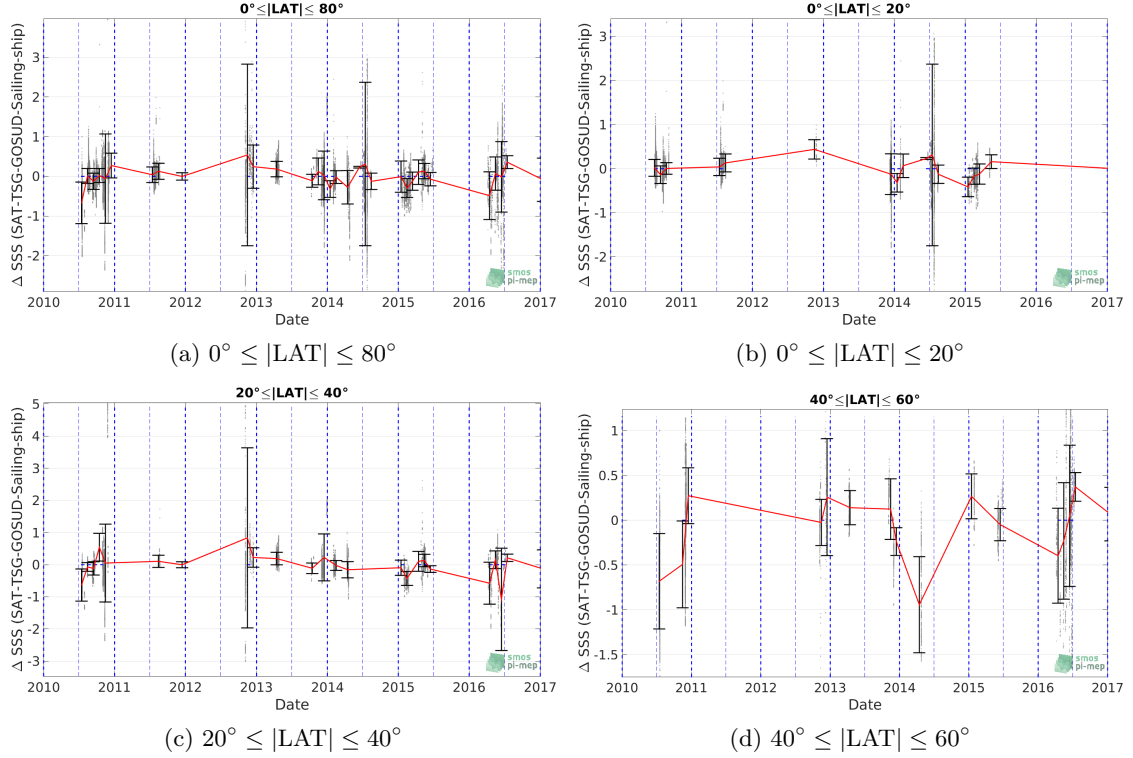 0°≤|LAT|≤ 80°
Δ SSS (SAT-TSG-GOSUD-Sailing-ship)
3
2
1
0
-1
-2
2010 2011 2012 2013 2014 2015 2016 2017
Date
smos
pi-mep
(a) 0° ≤ |LAT| ≤ 80°
0°≤|LAT|≤ 20°
Δ SSS (SAT-TSG-GOSUD-Sailing-ship)
3
2
1
0
-1
-2
2010 2011 2012 2013 2014 2015 2016 2017
Date
smos
pi-mep
(b) 0° ≤ |LAT| ≤ 20°
20°≤|LAT|≤ 40°
Δ SSS (SAT-TSG-GOSUD-Sailing-ship)
5
4
3
2
1
0
-1
-2
-3
2010 2011 2012 2013 2014 2015 2016 2017
Date
smos
pi-mep
(c) 20° ≤ |LAT| ≤ 40°
40°≤|LAT|≤ 60°
Δ SSS (SAT-TSG-GOSUD-Sailing-ship)
1
0.5
0
-0.5
-1
-1.5
2010 2011 2012 2013 2014 2015 2016 2017
Date
smos
pi-mep
(d) 40° ≤ |LAT| ≤ 60°